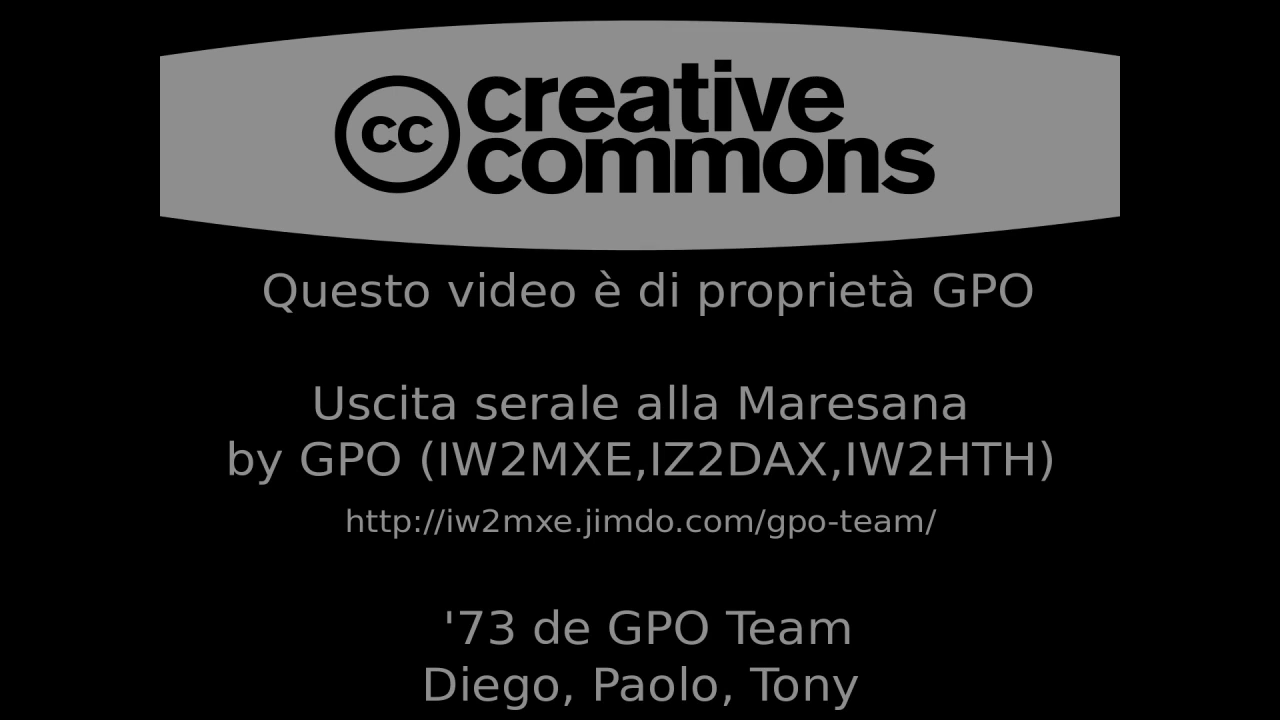 cc creative
commons
Questo video è di proprietà GPO
Uscita serale alla Maresana
by GPO (IW2MXE,IZ2DAX,IW2HTH)
http://iw2mxe.jimdo.com/gpo-team/
'73 de GPO Team
Diego, Paolo, Tony